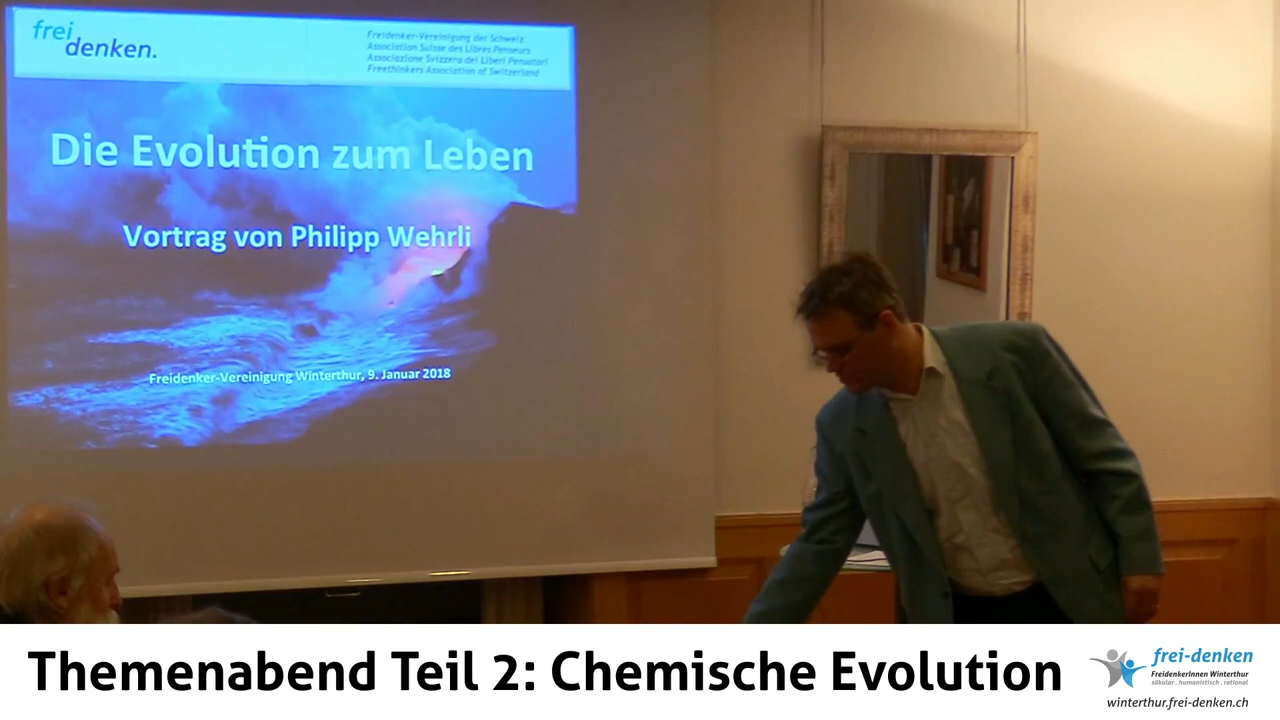 frei
denken.
Freidenker-Vereinigung der Schweiz
Association Suisse des Libres Penseurs
Associazione Svizzera dei Liberi Pensatori
Freethinkers Association of Switzerland
Die Evolution zum Leben
Vortrag von Philipp Wehrli
Freidenker-Vereinigung Winterthur, 9. Januar 2018
Themenabend Teil 2: Chemische Evolution
frei-denken
FreidenkerInnen Winterthur
säkular . humanistisch . rational
winterthur.frei-denken.ch